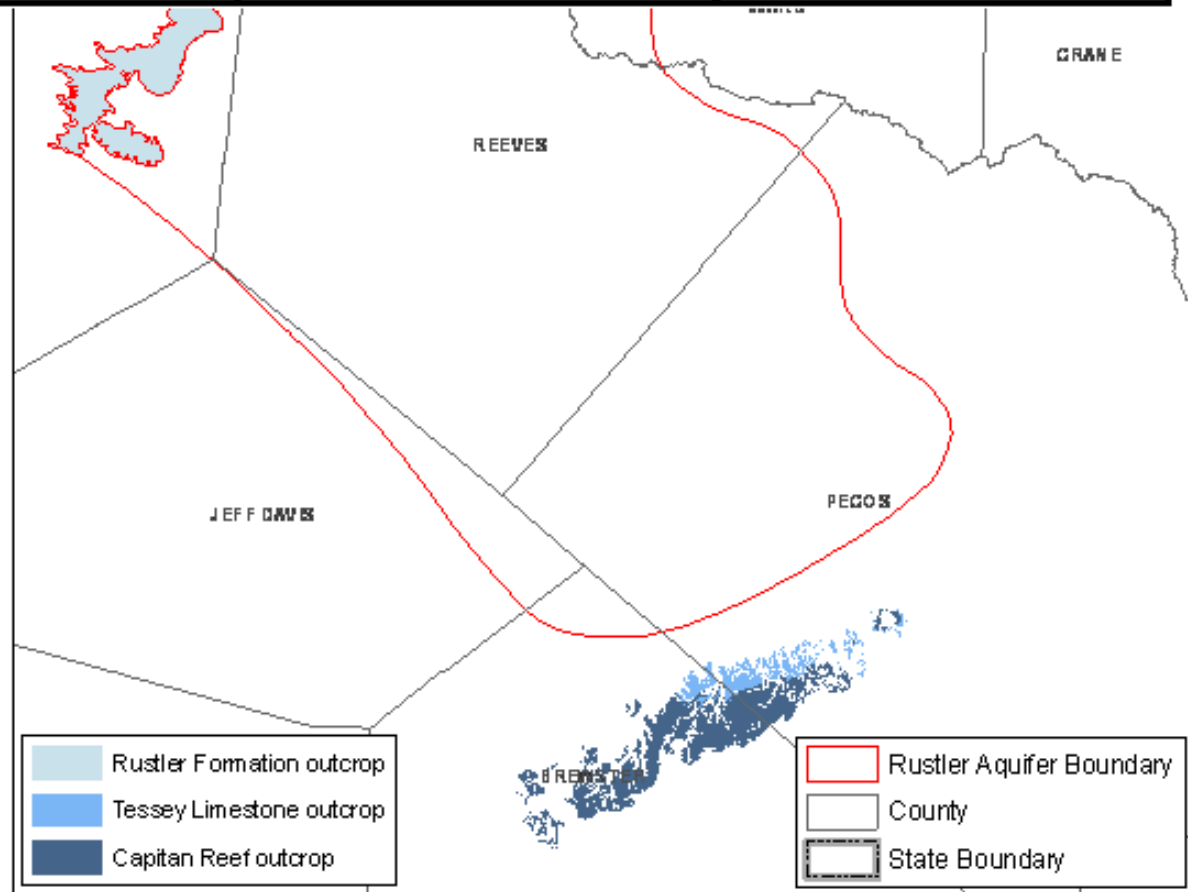 CRANE
REEVES
JEFF DAVIS
PECOS
BREWSTER
Rustler Formation outcrop
Tessey Limestone outcrop
Capitan Reef outcrop
Rustler Aquifer Boundary
County
State Boundary